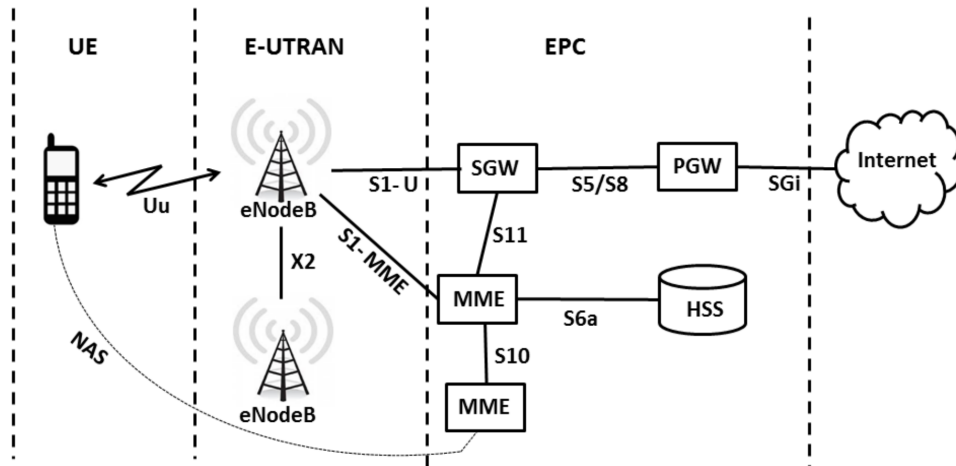 UE
E-UTRAN
EPC
Uu
eNodeB
S1- U
SGW
S5/S8
PGW
SGi
Internet
X2
S1- MME
S11
MME
S6a
HSS
NAS
eNodeB
S10
MME